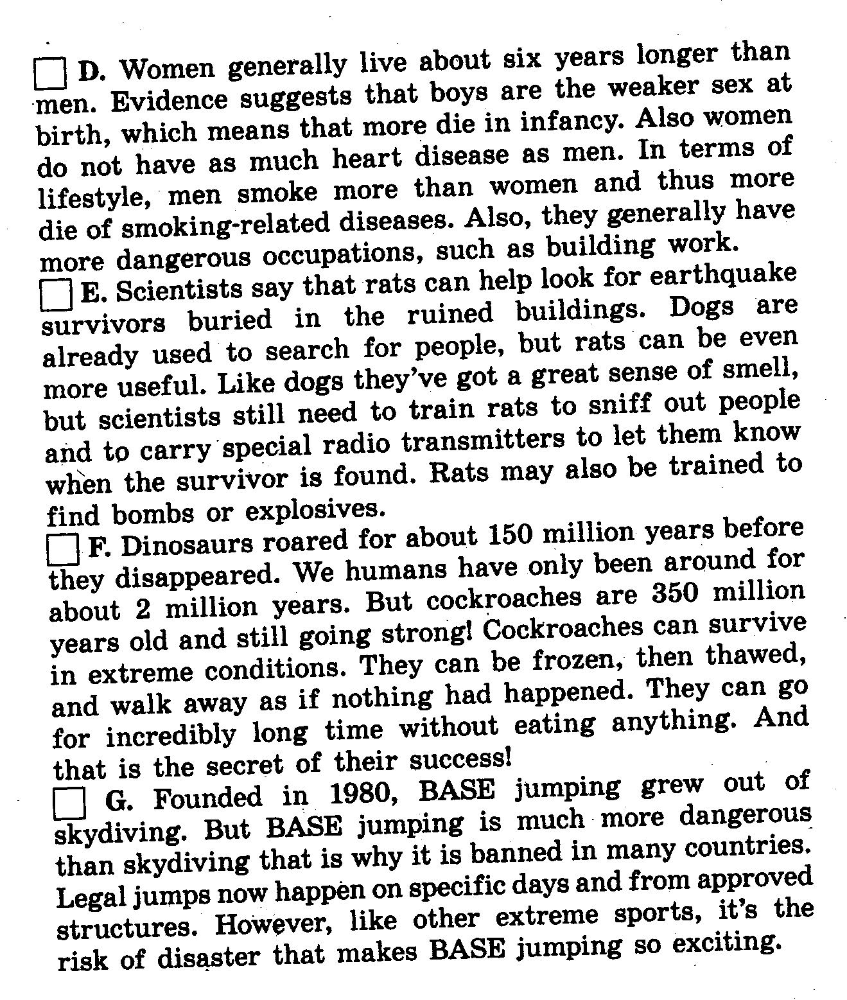 ☐ D. Women generally live about six years longer than
men. Evidence suggests that boys are the weaker sex at
birth, which means that more die in infancy. Also women
do not have as much heart disease as men. In terms of
lifestyle, men smoke more than women and thus more
die of smoking-related diseases. Also, they generally have
more dangerous occupations, such as building work.
☐ E. Scientists say that rats can help look for earthquake
survivors buried in the ruined buildings. Dogs are
already used to search for people, but rats can be even
more useful. Like dogs they've got a great sense of smell,
but scientists still need to train rats to sniff out people
and to carry special radio transmitters to let them know
when the survivor is found. Rats may also be trained to
find bombs or explosives.
☐ F. Dinosaurs roared for about 150 million years before
they disappeared. We humans have only been around for
about 2 million years. But cockroaches are 350 million
years old and still going strong! Cockroaches can survive
in extreme conditions. They can be frozen, then thawed,
and walk away as if nothing had happened. They can go
for incredibly long time without eating anything. And
that is the secret of their success!
☐ G. Founded in 1980, BASE jumping grew out of
skydiving. But BASE jumping is much more dangerous
than skydiving that is why it is banned in many countries.
Legal jumps now happen on specific days and from approved
structures. However, like other extreme sports, it's the
risk of disaster that makes BASE jumping so exciting.